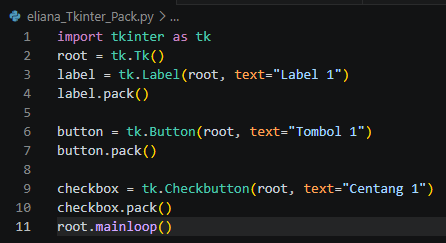 eliana_Tkinter_Pack.py > ...
1 import tkinter as tk
2 root = tk.Tk()
3 label = tk.Label(root, text="Label 1")
4 label.pack()
5
6 button = tk.Button(root, text="Tombol 1")
7 button.pack()
8
9 checkbox = tk.Checkbutton(root, text="Centang 1")
10 checkbox.pack()
11 root.mainloop()